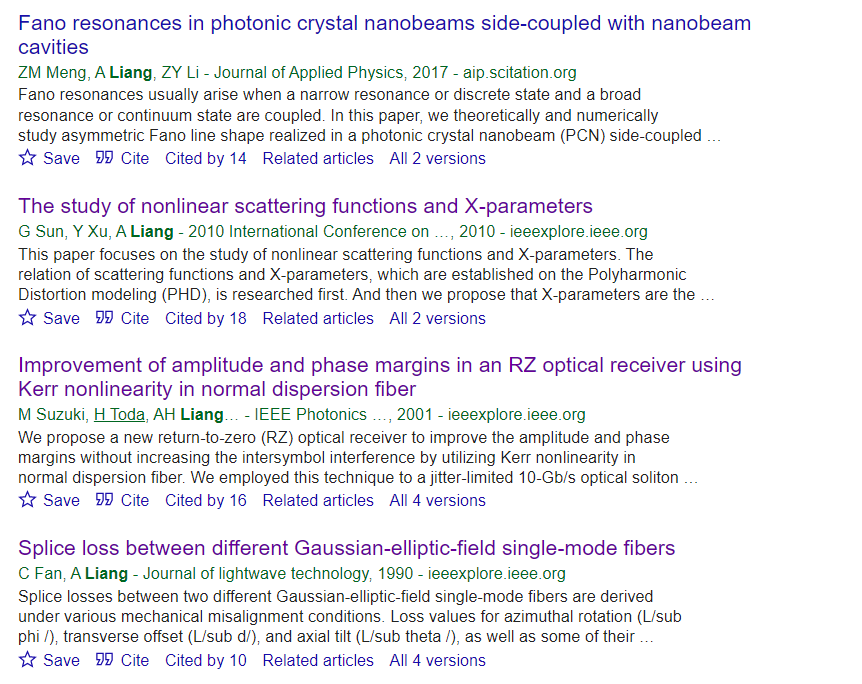 Fano resonances in photonic crystal nanobeams side-coupled with nanobeam
cavities
ZM Meng, A Liang, ZY Li - Journal of Applied Physics, 2017 - aip.scitation.org
Fano resonances usually arise when a narrow resonance or discrete state and a broad
resonance or continuum state are coupled. In this paper, we theoretically and numerically
study asymmetric Fano line shape realized in a photonic crystal nanobeam (PCN) side-coupled …
Save Cite Cited by 14 Related articles All 2 versions
The study of nonlinear scattering functions and X-parameters
G Sun, Y Xu, A Liang - 2010 International Conference on …, 2010 - ieeexplore.ieee.org
This paper focuses on the study of nonlinear scattering functions and X-parameters. The
relation of scattering functions and X-parameters, which are established on the Polyharmonic
Distortion modeling (PHD), is researched first. And then we propose that X-parameters are the …
Save Cite Cited by 18 Related articles All 2 versions
Improvement of amplitude and phase margins in an RZ optical receiver using
Kerr nonlinearity in normal dispersion fiber
M Suzuki, H Toda, AH Liang… - IEEE Photonics …, 2001 - ieeexplore.ieee.org
We propose a new return-to-zero (RZ) optical receiver to improve the amplitude and phase
margins without increasing the intersymbol interference by utilizing Kerr nonlinearity in
normal dispersion fiber. We employed this technique to a jitter-limited 10-Gb/s optical soliton …
Save Cite Cited by 16 Related articles All 4 versions
Splice loss between different Gaussian-elliptic-field single-mode fibers
C Fan, A Liang - Journal of lightwave technology, 1990 - ieeexplore.ieee.org
Splice losses between two different Gaussian-elliptic-field single-mode fibers are derived
under various mechanical misalignment conditions. Loss values for azimuthal rotation (L/sub
phi /), transverse offset (L/sub d/), and axial tilt (L/sub theta /), as well as some of their …
Save Cite Cited by 10 Related articles All 4 versions